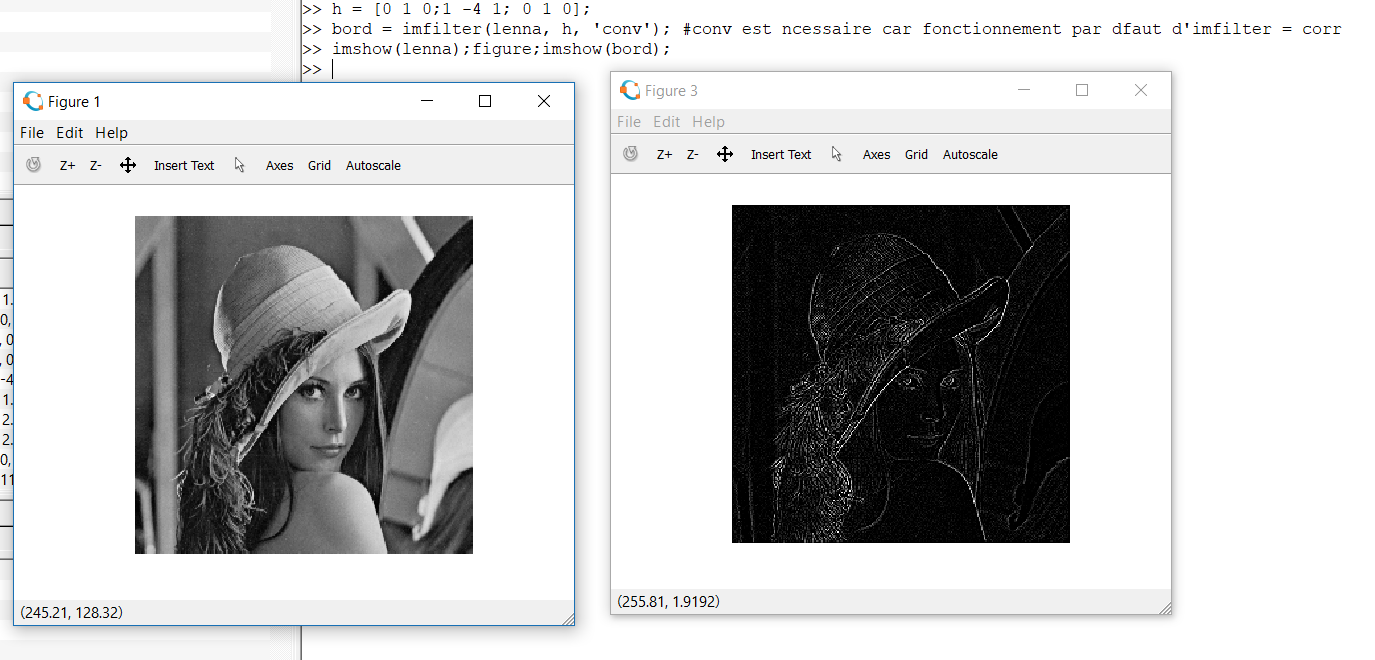 >> h = [0 1 0;1 -4 1; 0 1 0];
>> bord = imfilter(lenna, h, 'conv'); #conv est ncessaire car fonctionnement par dfaut d'imfilter = corr
>> imshow(lenna);figure;imshow(bord);
>>
Figure 1
File Edit Help
Z+ Z- Insert Text Axes Grid Autoscale
(245.21, 128.32)
Figure 3
File Edit Help
Z+ Z- Insert Text Axes Grid Autoscale
(255.81, 1.9192)
1.
0,
, 0
, 0
-4
1.
2.
2.
0,
11